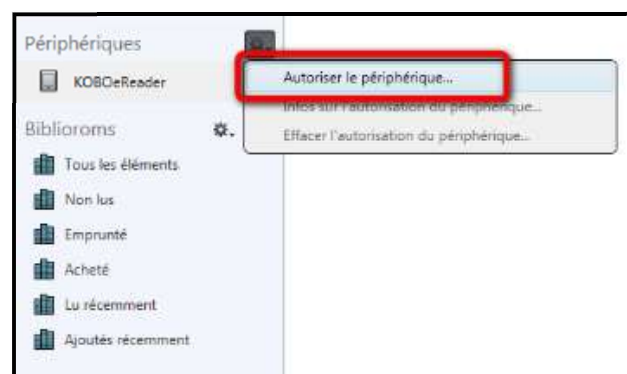 Périphériques
KOBOeReader
Autoriser le périphérique...
Infos sur l'autorisation du périphérique...
Effacer l'autorisation du périphérique...
Biblioroms
Tous les éléments
Non lus
Emprunté
Acheté
Lu récemment
Ajoutés récemment